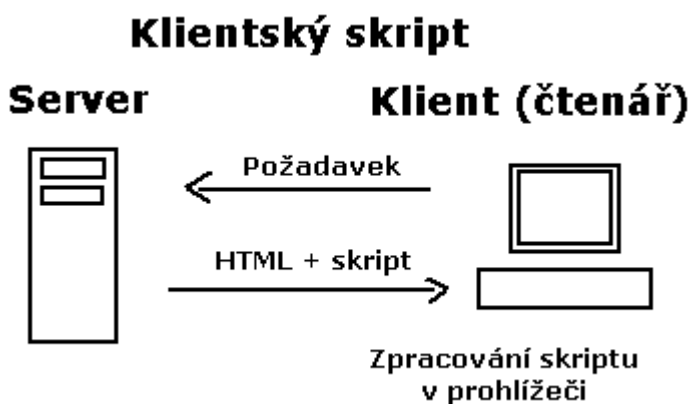 Klientský skript
Server
Klient (čtenář)
Požadavek
HTML + skript
Zpracování skriptu
v prohlížeči